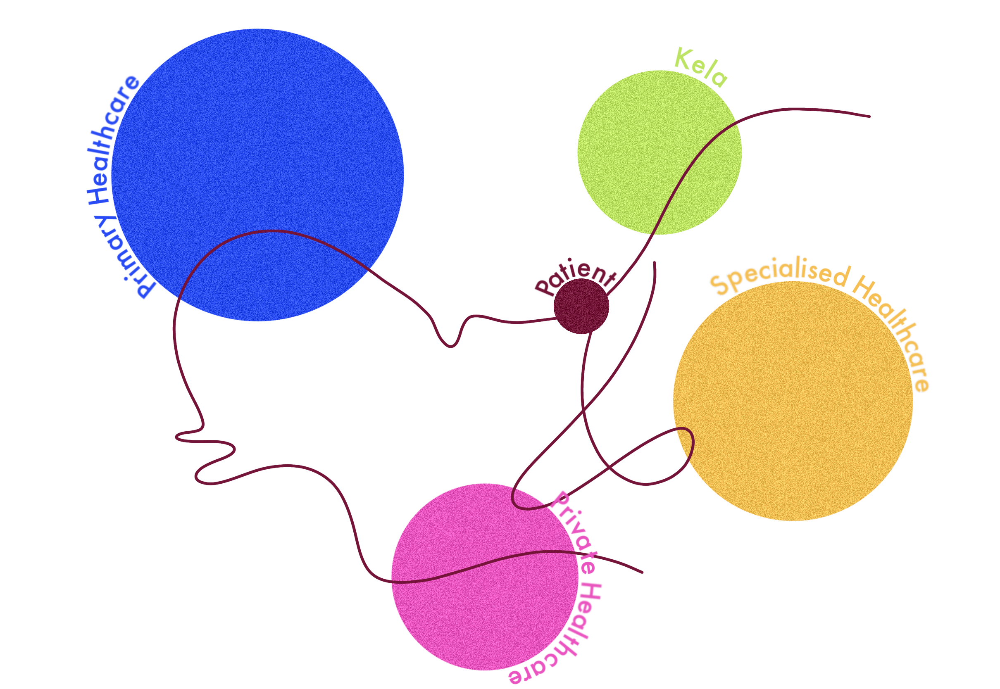 Primary Healthcare
Kela
Patient
Specialised Healthcare
Private Healthcare